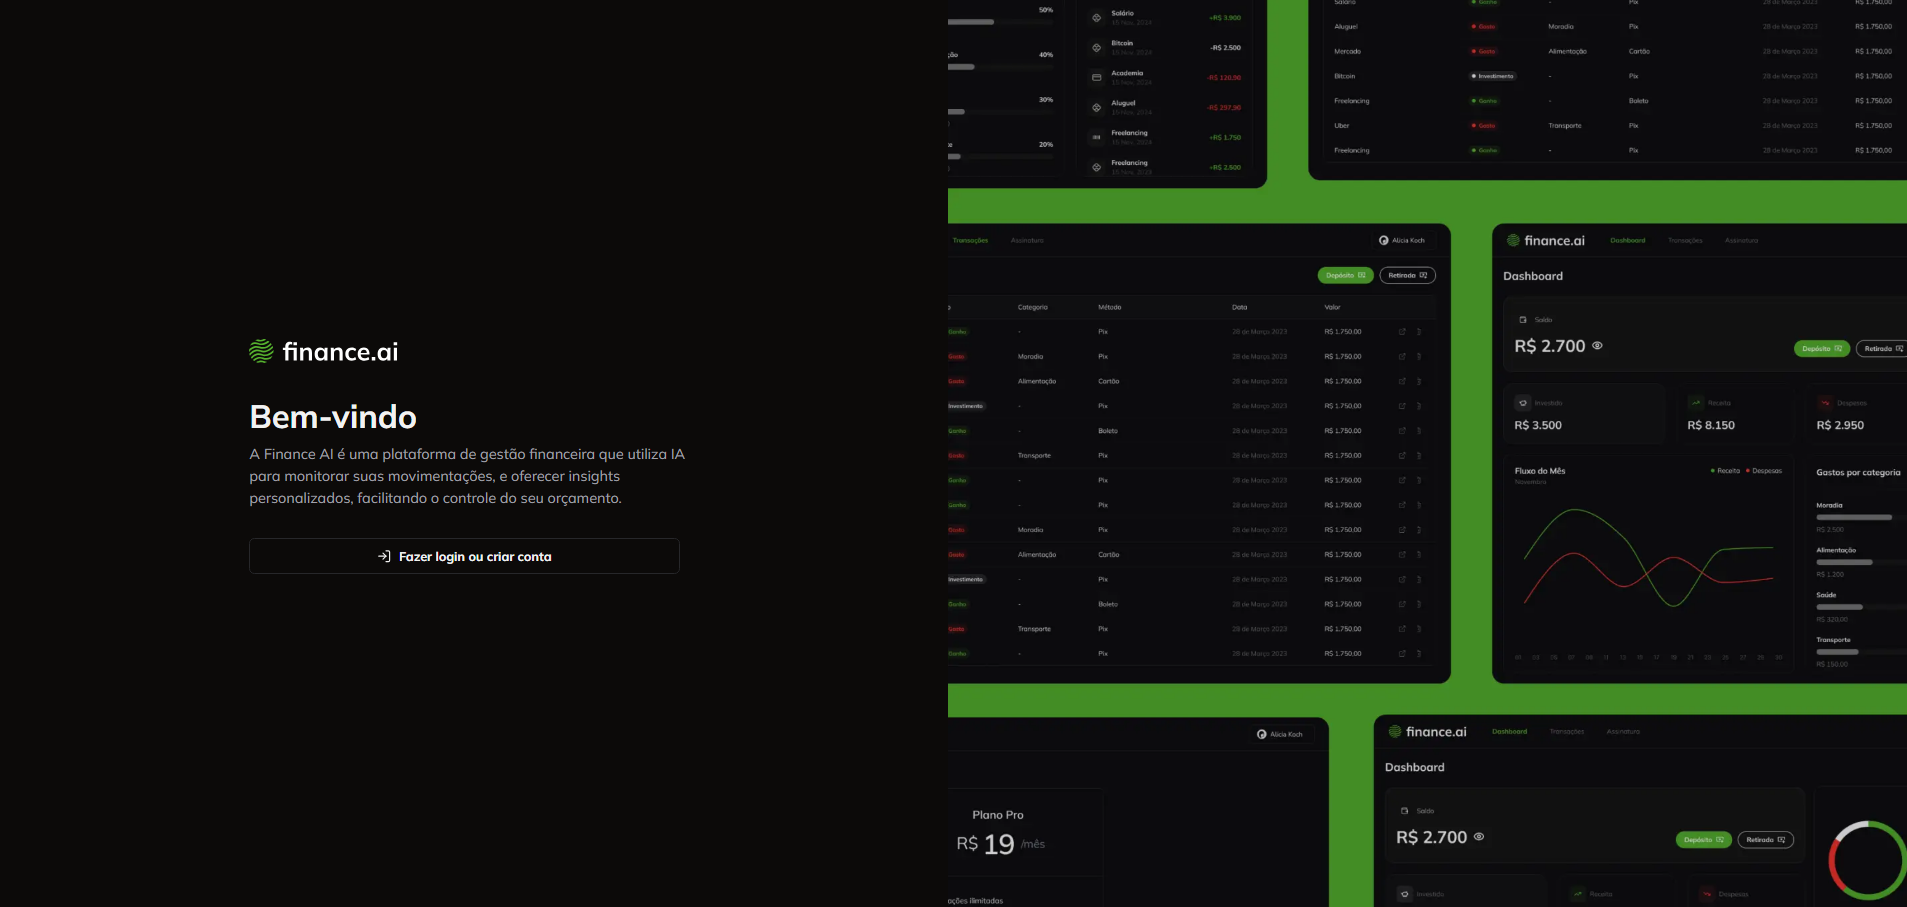 finance.ai
Bem-vindo
A Finance AI é uma plataforma de gestão financeira que utiliza IA
para monitorar suas movimentações, e oferecer insights
personalizados, facilitando o controle do seu orçamento.
Fazer login ou criar conta
50%
40%
30%
20%
Salário
+R$ 3.900
Bitcoin
-R$ 2.500
Academia
-R$ 120,90
Aluguel
-R$ 397,90
Freelancing
+R$ 1.750
Freelancing
+R$ 2.500
Salário Ganho - Pix 28 de Março 2023 R$ 1.750,00
Aluguel Gasto Moradia Pix 28 de Março 2023 R$ 1.750,00
Mercado Gasto Alimentação Cartão 28 de Março 2023 R$ 1.750,00
Bitcoin Investimento - Pix 28 de Março 2023 R$ 1.750,00
Freelancing Ganho - Boleto 28 de Março 2023 R$ 1.750,00
Uber Gasto Transporte Pix 28 de Março 2023 R$ 1.750,00
Freelancing Ganho - Pix 28 de Março 2023 R$ 1.750,00
Transações Assinatura Alicia Koch
Depósito Retirada
Categoria Método Data Valor
Ganho - Pix 28 de Março 2023 R$ 1.750,00
Gasto Moradia Pix 28 de Março 2023 R$ 1.750,00
Gasto Alimentação Cartão 28 de Março 2023 R$ 1.750,00
Investimento - Pix 28 de Março 2023 R$ 1.750,00
Ganho - Boleto 28 de Março 2023 R$ 1.750,00
Gasto Transporte Pix 28 de Março 2023 R$ 1.750,00
Ganho - Pix 28 de Março 2023 R$ 1.750,00
Ganho - Pix 28 de Março 2023 R$ 1.750,00
Gasto Moradia Pix 28 de Março 2023 R$ 1.750,00
Gasto Alimentação Cartão 28 de Março 2023 R$ 1.750,00
Investimento - Pix 28 de Março 2023 R$ 1.750,00
Ganho - Boleto 28 de Março 2023 R$ 1.750,00
Gasto Transporte Pix 28 de Março 2023 R$ 1.750,00
Ganho - Pix 28 de Março 2023 R$ 1.750,00
finance.ai Dashboard Transações Assinatura
Dashboard
Saldo
R$ 2.700
Depósito Retirada
Investido Receita Despesas
R$ 3.500 R$ 8.150 R$ 2.950
Fluxo do Mês Receita Despesas
Novembro
Gastos por categoria
Moradia
R$ 2.500
Alimentação
R$ 1.200
Saúde
R$ 320,00
Transporte
R$ 150,00
Alicia Koch
Plano Pro
R$ 19 /mês
ações ilimitadas
finance.ai Dashboard Transações Assinatura
Dashboard
Saldo
R$ 2.700
Depósito Retirada
Investido Receita Despesas